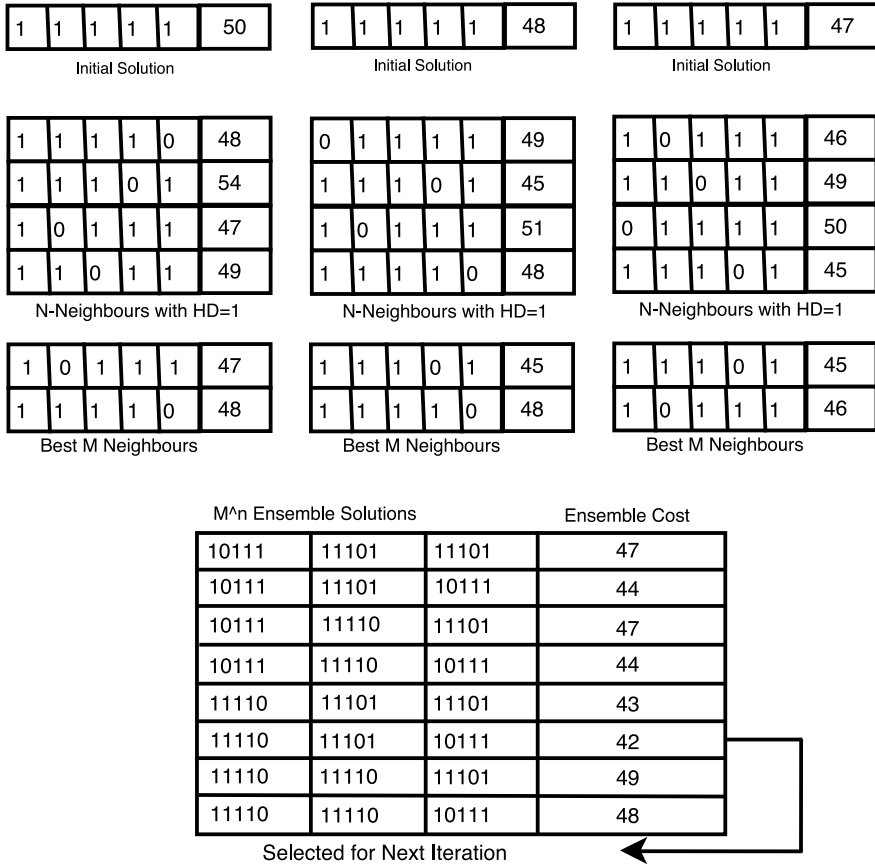 1 1 1 1 1 50
Initial Solution
1 1 1 1 0 48
1 1 1 0 1 54
1 0 1 1 1 47
1 1 0 1 1 49
N-Neighbours with HD=1
1 0 1 1 1 47
1 1 1 1 0 48
Best M Neighbours
1 1 1 1 1 48
Initial Solution
0 1 1 1 1 49
1 1 1 0 1 45
1 0 1 1 1 51
1 1 1 1 0 48
N-Neighbours with HD=1
1 1 1 0 1 45
1 1 1 1 0 48
Best M Neighbours
1 1 1 1 1 47
Initial Solution
1 0 1 1 1 46
1 1 0 1 1 49
0 1 1 1 1 50
1 1 1 0 1 45
N-Neighbours with HD=1
1 1 1 0 1 45
1 0 1 1 1 46
Best M Neighbours
M^n Ensemble Solutions Ensemble Cost
10111 11101 11101 47
10111 11101 10111 44
10111 11110 11101 47
10111 11110 10111 44
11110 11101 11101 43
11110 11101 10111 42
11110 11110 11101 49
11110 11110 10111 48
Selected for Next Iteration